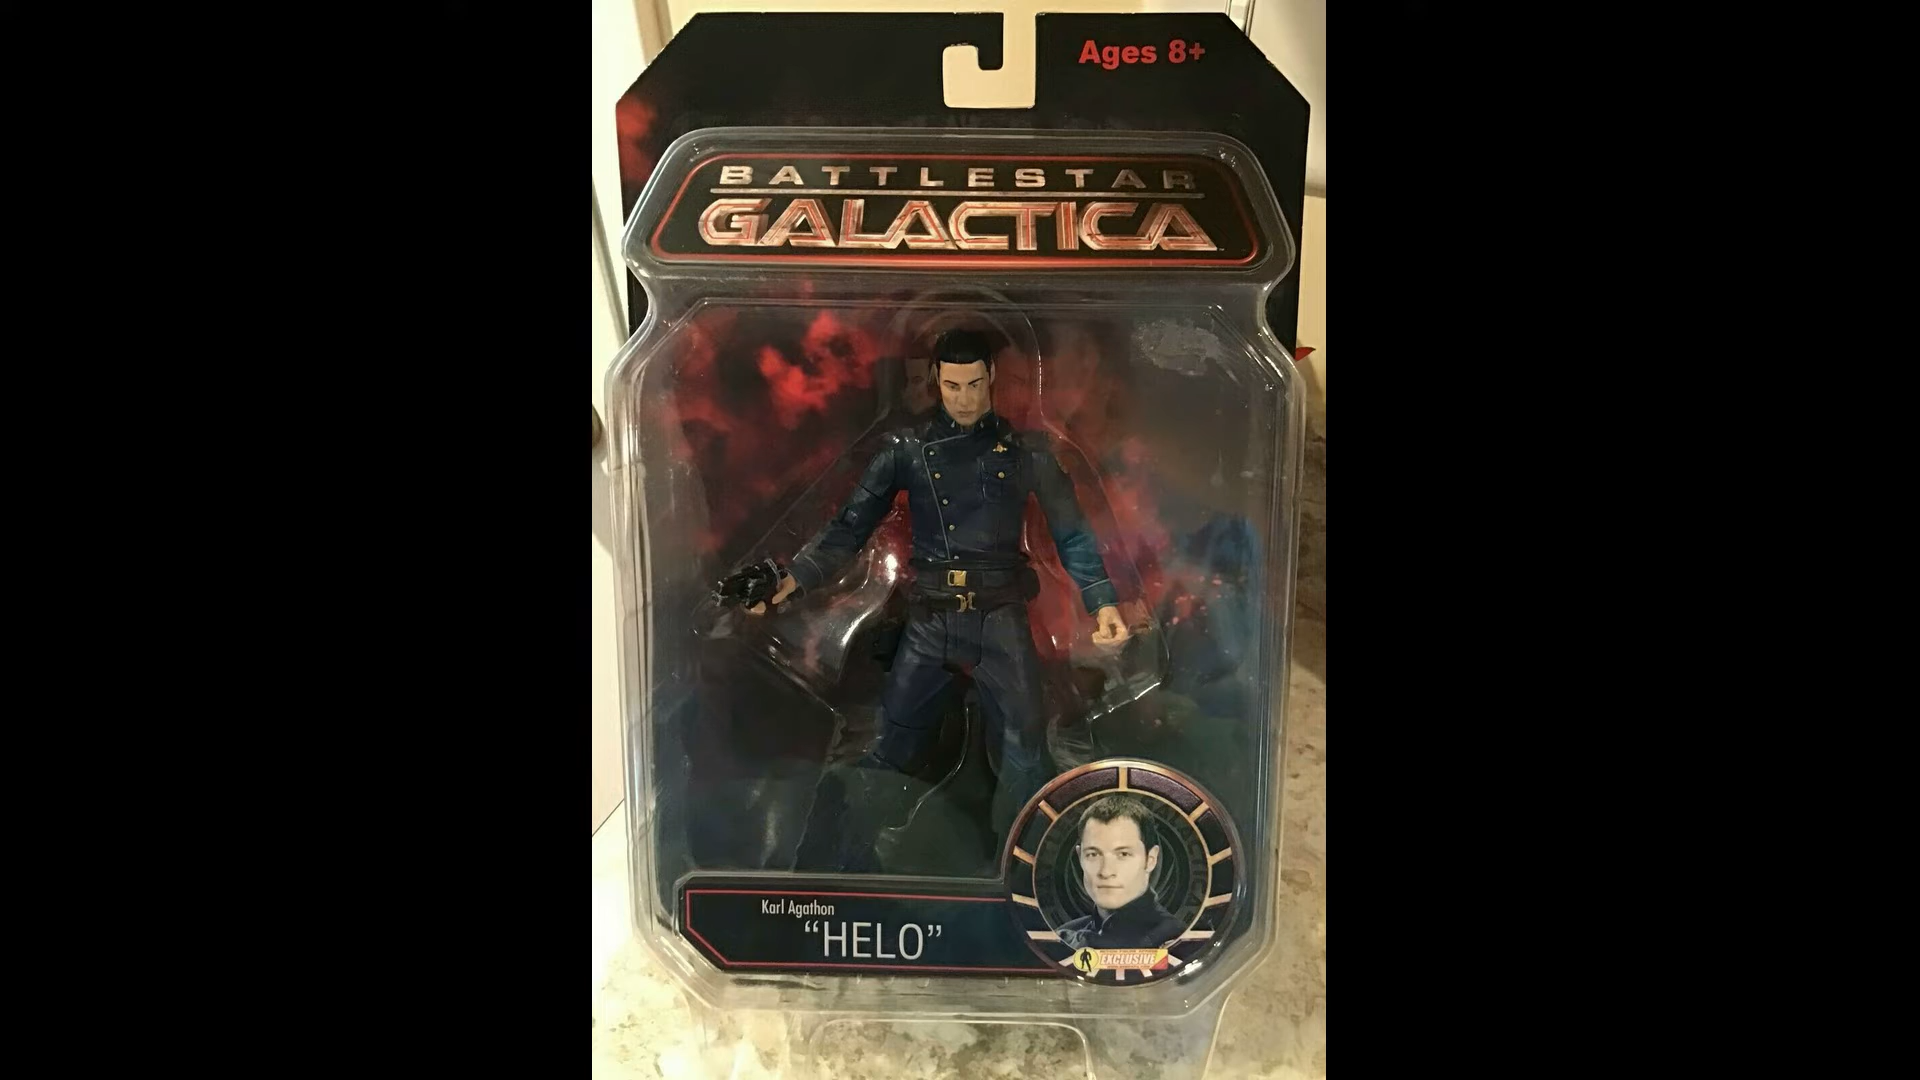 Ages 8+
BATTLESTAR
GALACTICA
Karl Agathon
“HELO”
EXCLUSIVE